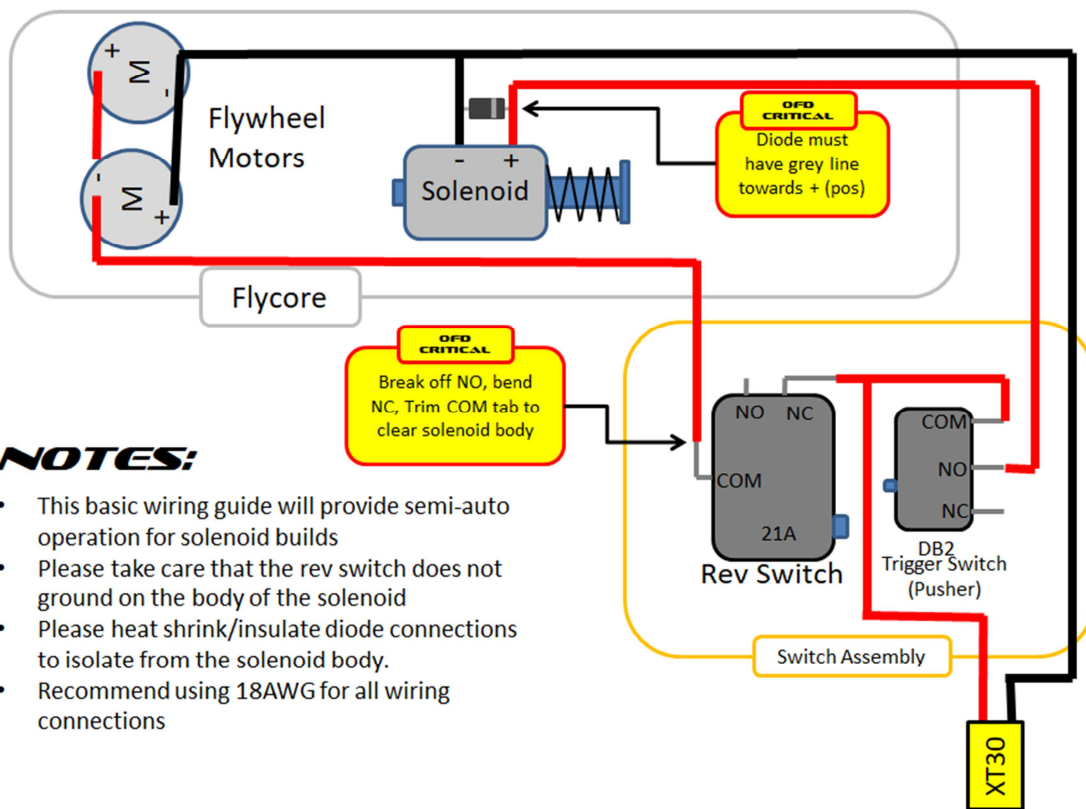 +
M
-
Flywheel
Motors
-
M
+
- +
Solenoid
OFD
CRITICAL
Diode must
have grey line
towards + (pos)
Flycore
OFD
CRITICAL
Break off NO, bend
NC, Trim COM tab to
clear solenoid body
NO NC
COM
21A
Rev Switch
COM
NO
NC
DB2
Trigger Switch
(Pusher)
Switch Assembly
XT30
NOTES:
• This basic wiring guide will provide semi-auto
operation for solenoid builds
• Please take care that the rev switch does not
ground on the body of the solenoid
• Please heat shrink/insulate diode connections
to isolate from the solenoid body.
• Recommend using 18AWG for all wiring
connections